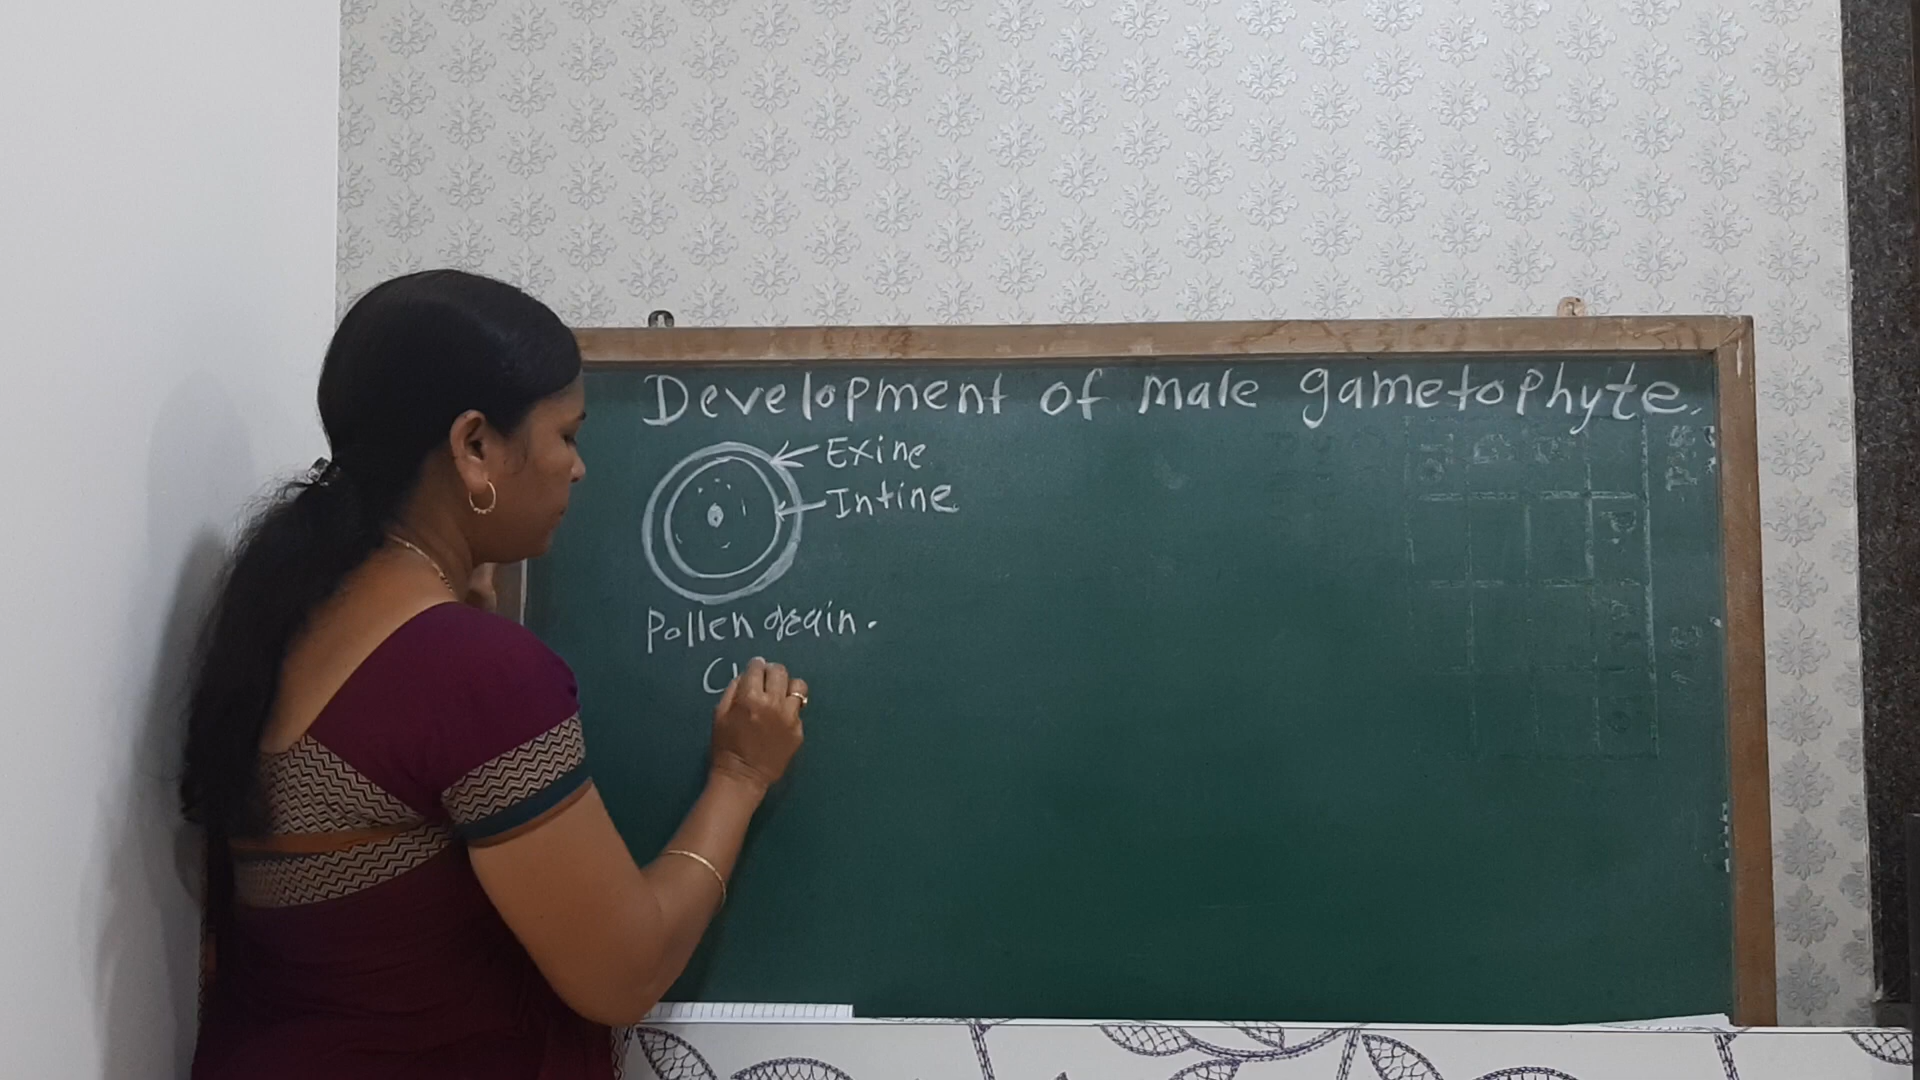 Development of male gametophyte.
Exine
Intine
Pollen grain.